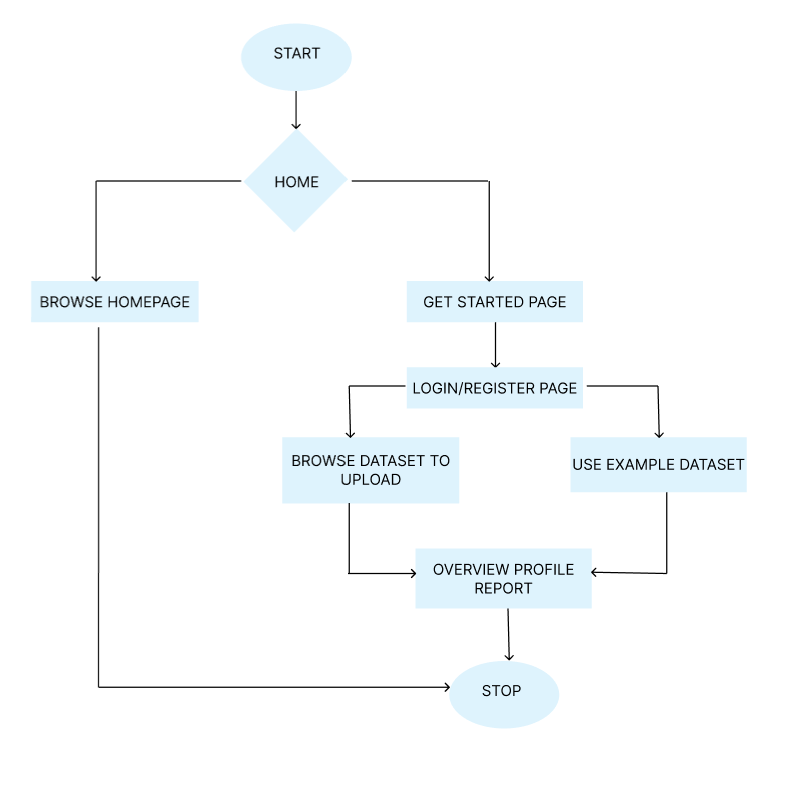 START
HOME
BROWSE HOMEPAGE
GET STARTED PAGE
LOGIN/REGISTER PAGE
BROWSE DATASET TO
UPLOAD
USE EXAMPLE DATASET
OVERVIEW PROFILE
REPORT
STOP